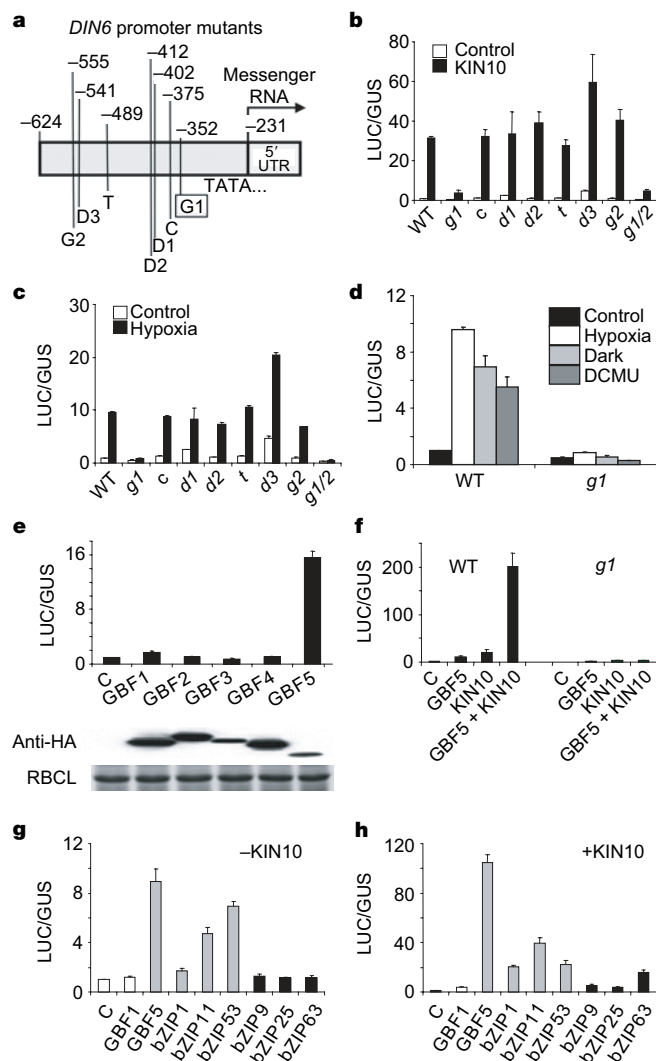 a
DIN6 promoter mutants
–412
–555
–402
–541
–375
Messenger
–489
RNA
–624
–352
–231
5′
UTR
TATA...
D3
T
G1
G2
C
D1
D2
b
Control
KIN10
LUC/GUS
80
60
40
20
0
WT
g1
c
d1
d2
t
d3
g2
g1/2
c
Control
Hypoxia
LUC/GUS
30
20
10
0
WT
g1
c
d1
d2
t
d3
g2
g1/2
d
Control
Hypoxia
Dark
DCMU
LUC/GUS
12
8
4
0
WT
g1
e
LUC/GUS
16
12
8
4
0
C
GBF1
GBF2
GBF3
GBF4
GBF5
Anti-HA
RBCL
f
WT
g1
LUC/GUS
200
100
0
C
GBF5
KIN10
GBF5 + KIN10
C
GBF5
KIN10
GBF5 + KIN10
g
–KIN10
LUC/GUS
12
8
4
0
C
GBF1
GBF5
bZIP1
bZIP11
bZIP53
bZIP9
bZIP25
bZIP63
h
+KIN10
LUC/GUS
120
80
40
0
C
GBF1
GBF5
bZIP1
bZIP11
bZIP53
bZIP9
bZIP25
bZIP63